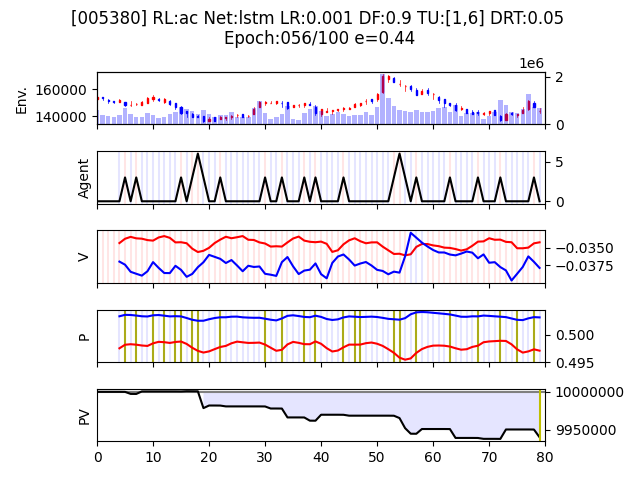 [005380] RL:ac Net:lstm LR:0.001 DF:0.9 TU:[1,6] DRT:0.05
Epoch:056/100 e=0.44
1e6
Env.
160000
140000
2
0
Agent
5
0
V
−0.0350
−0.0375
P
0.500
0.495
PV
10000000
9950000
0 10 20 30 40 50 60 70 80